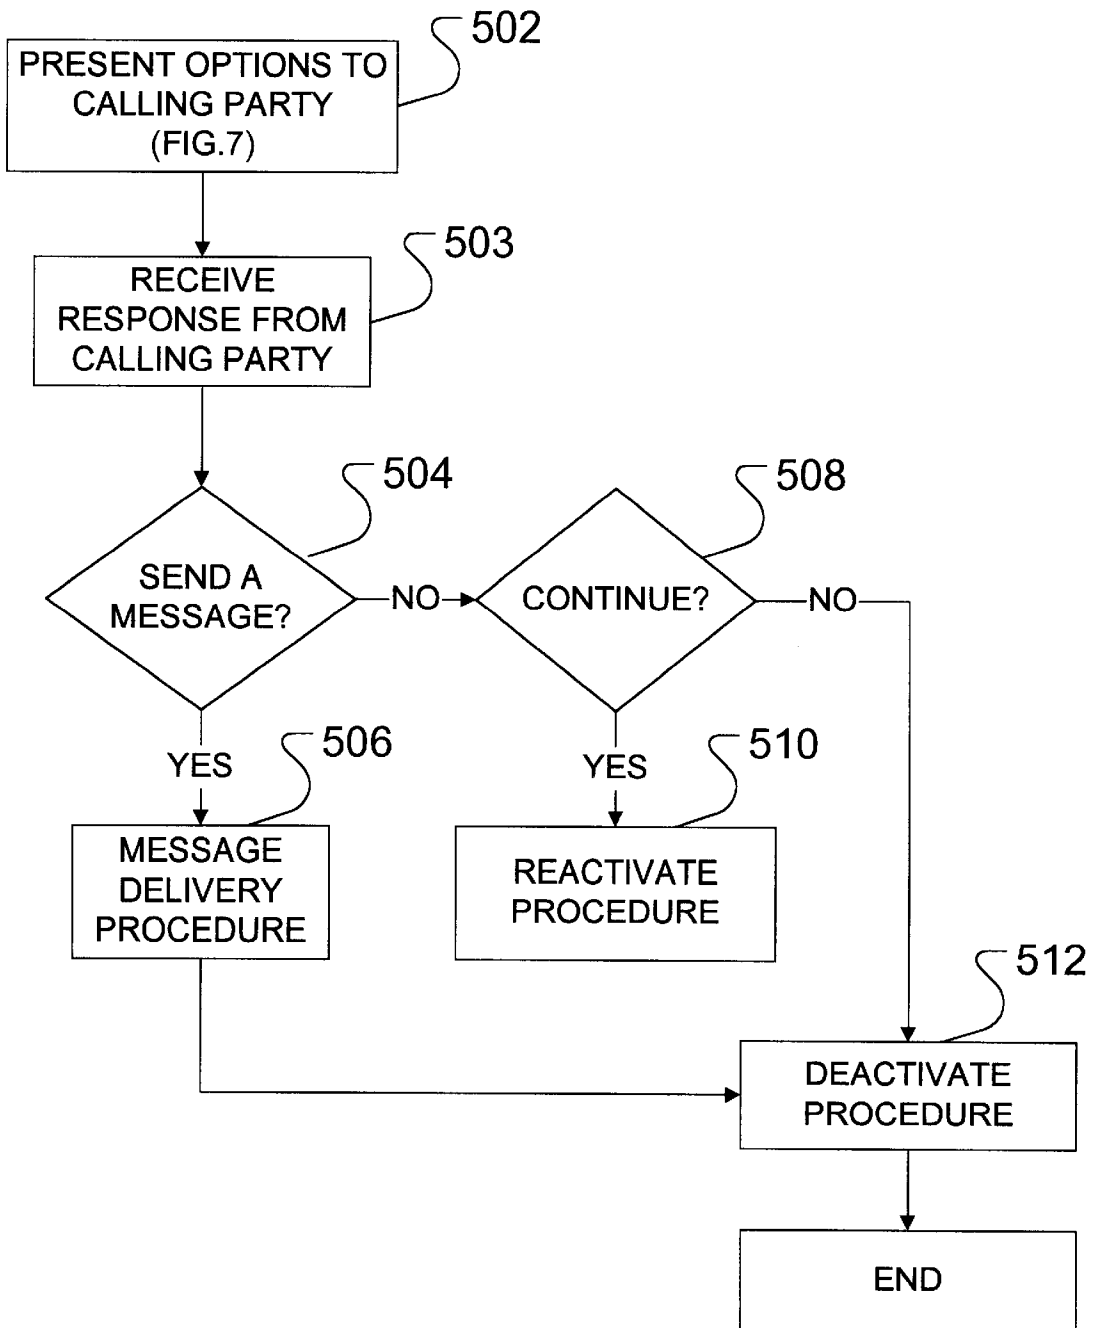 502
PRESENT OPTIONS TO
CALLING PARTY
(FIG.7)
503
RECEIVE
RESPONSE FROM
CALLING PARTY
504
SEND A
MESSAGE?
NO
508
CONTINUE?
NO
YES
506
MESSAGE
DELIVERY
PROCEDURE
YES
510
REACTIVATE
PROCEDURE
512
DEACTIVATE
PROCEDURE
END